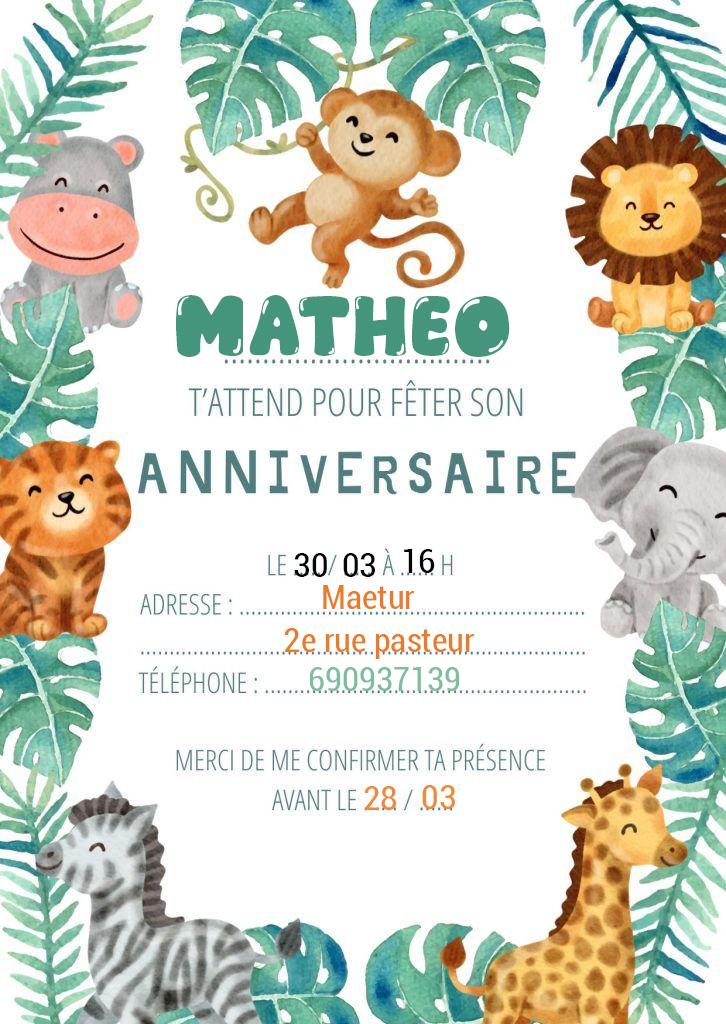 MATHEO
T'ATTEND POUR FÊTER SON
ANNIVERSAIRE
LE 30/ 03 À 16 H
ADRESSE : Maetur
2e rue pasteur
TÉLÉPHONE : 690937139
MERCI DE ME CONFIRMER TA PRÉSENCE
AVANT LE 28 / 03